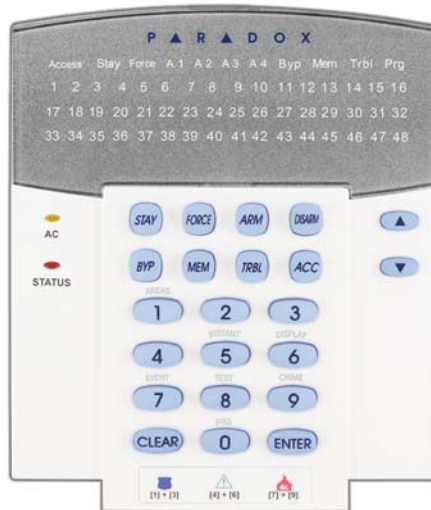 PARADOX
Access Stay Force A1 A2 A3 A4 Byp Mem Trbl Prg
1 2 3 4 5 6 7 8 9 10 11 12 13 14 15 16
17 18 19 20 21 22 23 24 25 26 27 28 29 30 31 32
33 34 35 36 37 38 39 40 41 42 43 44 45 46 47 48
STAY FORCE ARM DISARM
AC
BYP MEM TRBL ACC
STATUS
AREAS
1 2 3
INSTANT DISPLAY
4 5 6
EVENT TEST CHIME
7 8 9
PRG
CLEAR 0 ENTER
[1] + [3] [4] + [6] [7] + [9]